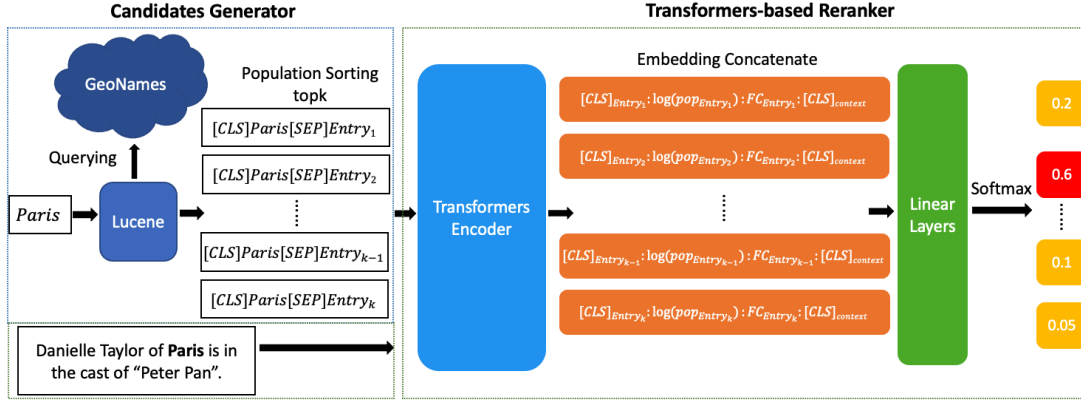 Candidates Generator
Transformers-based Reranker
GeoNames
Querying
Paris
Lucene
Population Sorting
topk
[CLS]Paris[SEP]Entry₁
[CLS]Paris[SEP]Entry₂
[CLS]Paris[SEP]Entryₖ₋₁
[CLS]Paris[SEP]Entryₖ
Danielle Taylor of Paris is in
the cast of “Peter Pan”.
Transformers
Encoder
Embedding Concatenate
[CLS]Entry₁: log(popEntry₁): FCEntry₁: [CLS]context
[CLS]Entry₂: log(popEntry₂): FCEntry₂: [CLS]context
[CLS]Entryₖ₋₁: log(popEntryₖ₋₁): FCEntryₖ₋₁: [CLS]context
[CLS]Entryₖ: log(popEntryₖ): FCEntryₖ: [CLS]context
Linear
Layers
Softmax
0.2
0.6
0.1
0.05